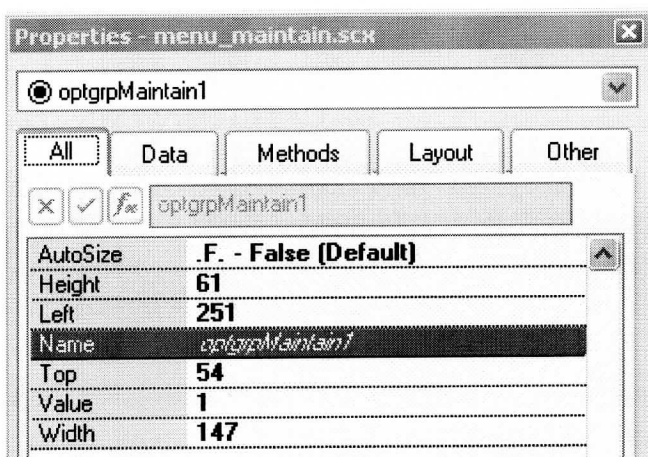 Properties - menu_maintain.scx
optgrpMaintain1
All Data Methods Layout Other
fx optgrpMaintain1
AutoSize .F. - False (Default)
Height 61
Left 251
Name optgrpMaintain1
Top 54
Value 1
Width 147